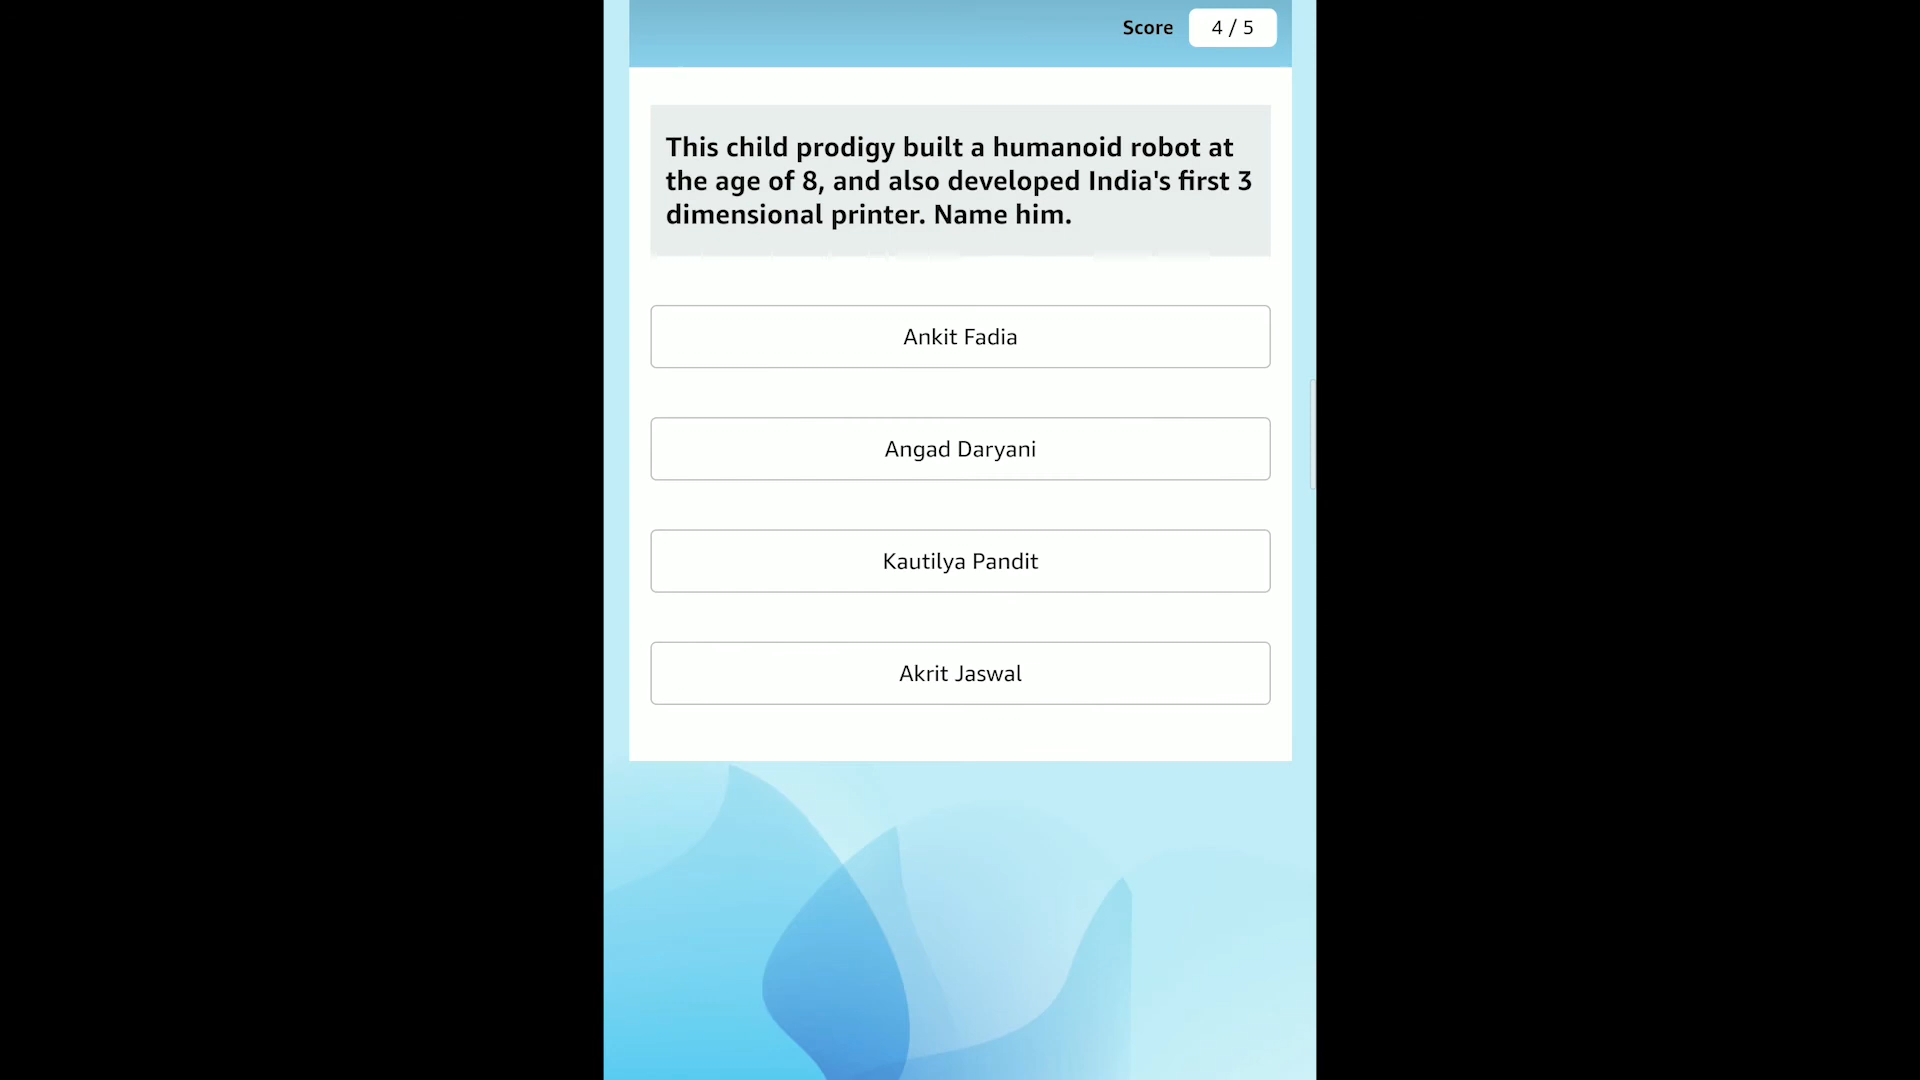 Score 4 / 5
This child prodigy built a humanoid robot at
the age of 8, and also developed India's first 3
dimensional printer. Name him.
Ankit Fadia
Angad Daryani
Kautilya Pandit
Akrit Jaswal